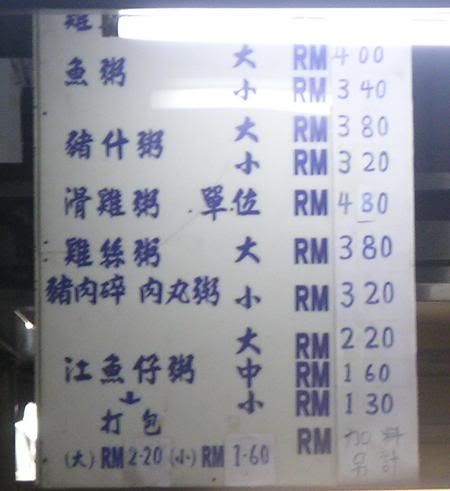 雞
魚粥 大 RM 4 00
小 RM 3 40
豬什粥 大 RM 3 80
小 RM 3 20
滑雞粥 單位 RM 4 80
雞絲粥 大 RM 3 80
豬肉碎 肉丸粥 小 RM 3 20
大 RM 2 20
江魚仔粥 中 RM 1 60
小 RM 1 30
打包 RM 加料
另計
(大) RM 2-20 (小) RM 1-60